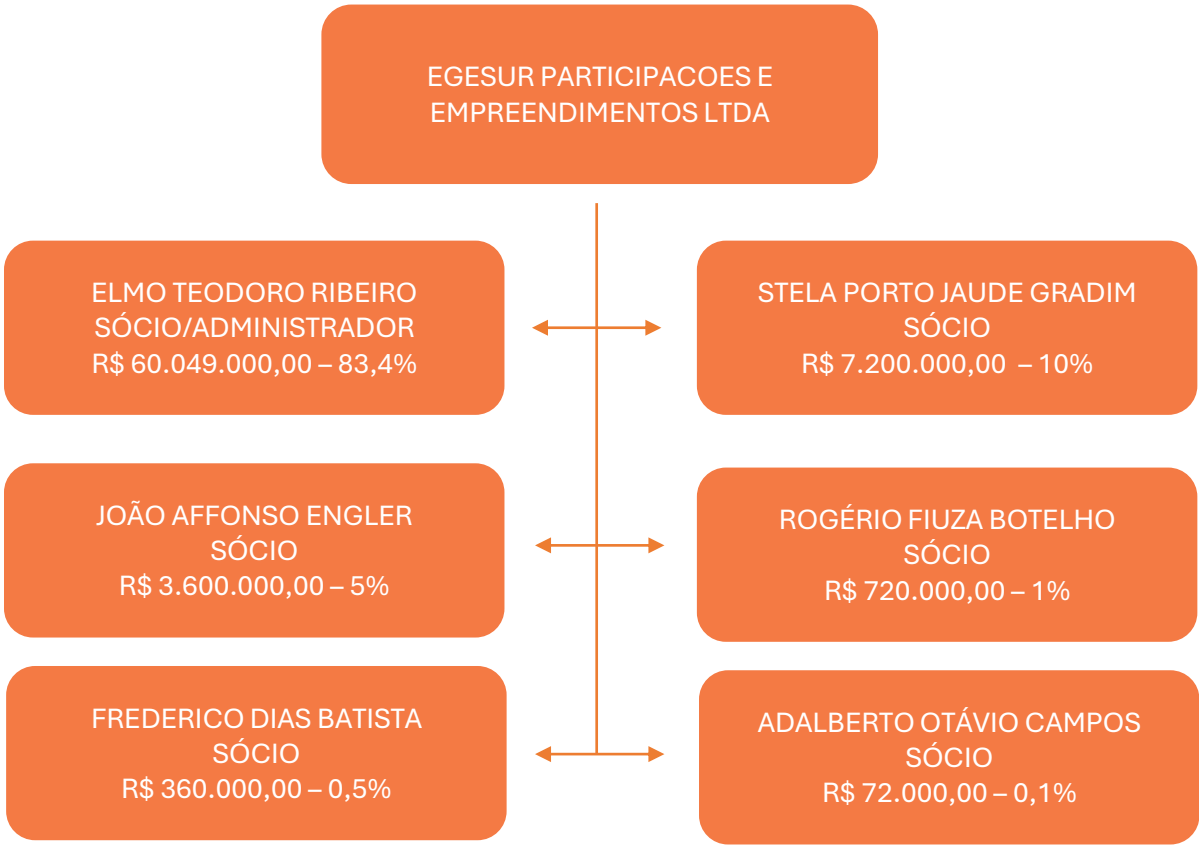 EGESUR PARTICIPACOES E
EMPREENDIMENTOS LTDA
ELMO TEODORO RIBEIRO
SÓCIO/ADMINISTRADOR
R$ 60.049.000,00 – 83,4%
STELA PORTO JAUDE GRADIM
SÓCIO
R$ 7.200.000,00 – 10%
JOÃO AFFONSO ENGLER
SÓCIO
R$ 3.600.000,00 – 5%
ROGÉRIO FIUZA BOTELHO
SÓCIO
R$ 720.000,00 – 1%
FREDERICO DIAS BATISTA
SÓCIO
R$ 360.000,00 – 0,5%
ADALBERTO OTÁVIO CAMPOS
SÓCIO
R$ 72.000,00 – 0,1%